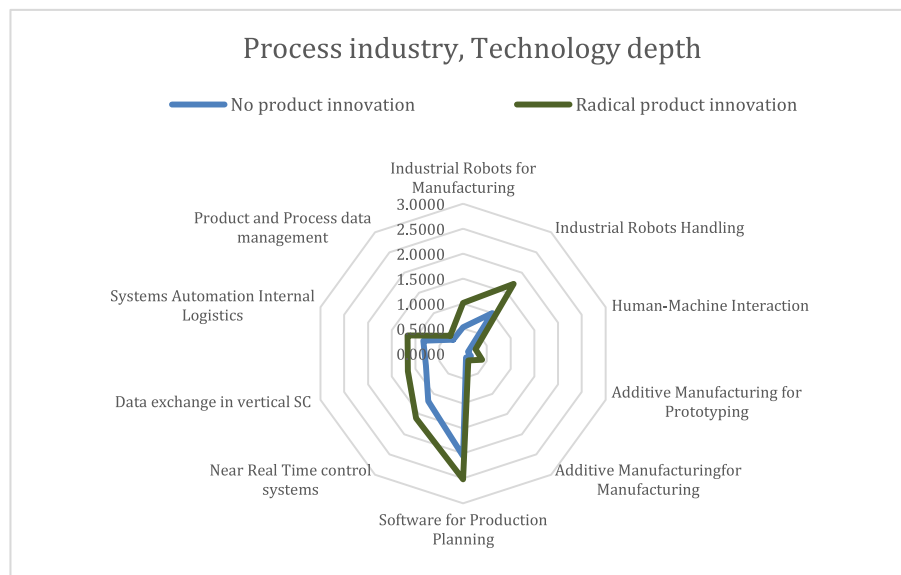 Process industry, Technology depth
No product innovation
Radical product innovation
Industrial Robots for
Manufacturing
3.0000
2.5000
2.0000
1.5000
1.0000
0.5000
0.0000
Industrial Robots Handling
Human-Machine Interaction
Additive Manufacturing for
Prototyping
Additive Manufacturingfor
Manufacturing
Software for Production
Planning
Near Real Time control
systems
Data exchange in vertical SC
Systems Automation Internal
Logistics
Product and Process data
management